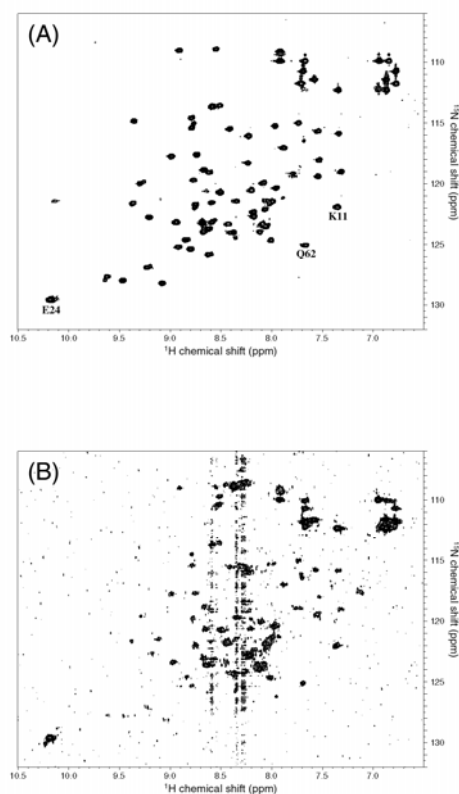 (A)
110
115
120
125
130
¹⁵N chemical shift (ppm)
K11
Q62
E24
10.5 10.0 9.5 9.0 8.5 8.0 7.5 7.0
¹H chemical shift (ppm)
(B)
110
115
120
125
130
¹⁵N chemical shift (ppm)
10.5 10.0 9.5 9.0 8.5 8.0 7.5 7.0
¹H chemical shift (ppm)